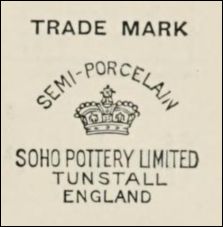 TRADE MARK
SEMI-PORCELAIN
SOHO POTTERY LIMITED
TUNSTALL
ENGLAND